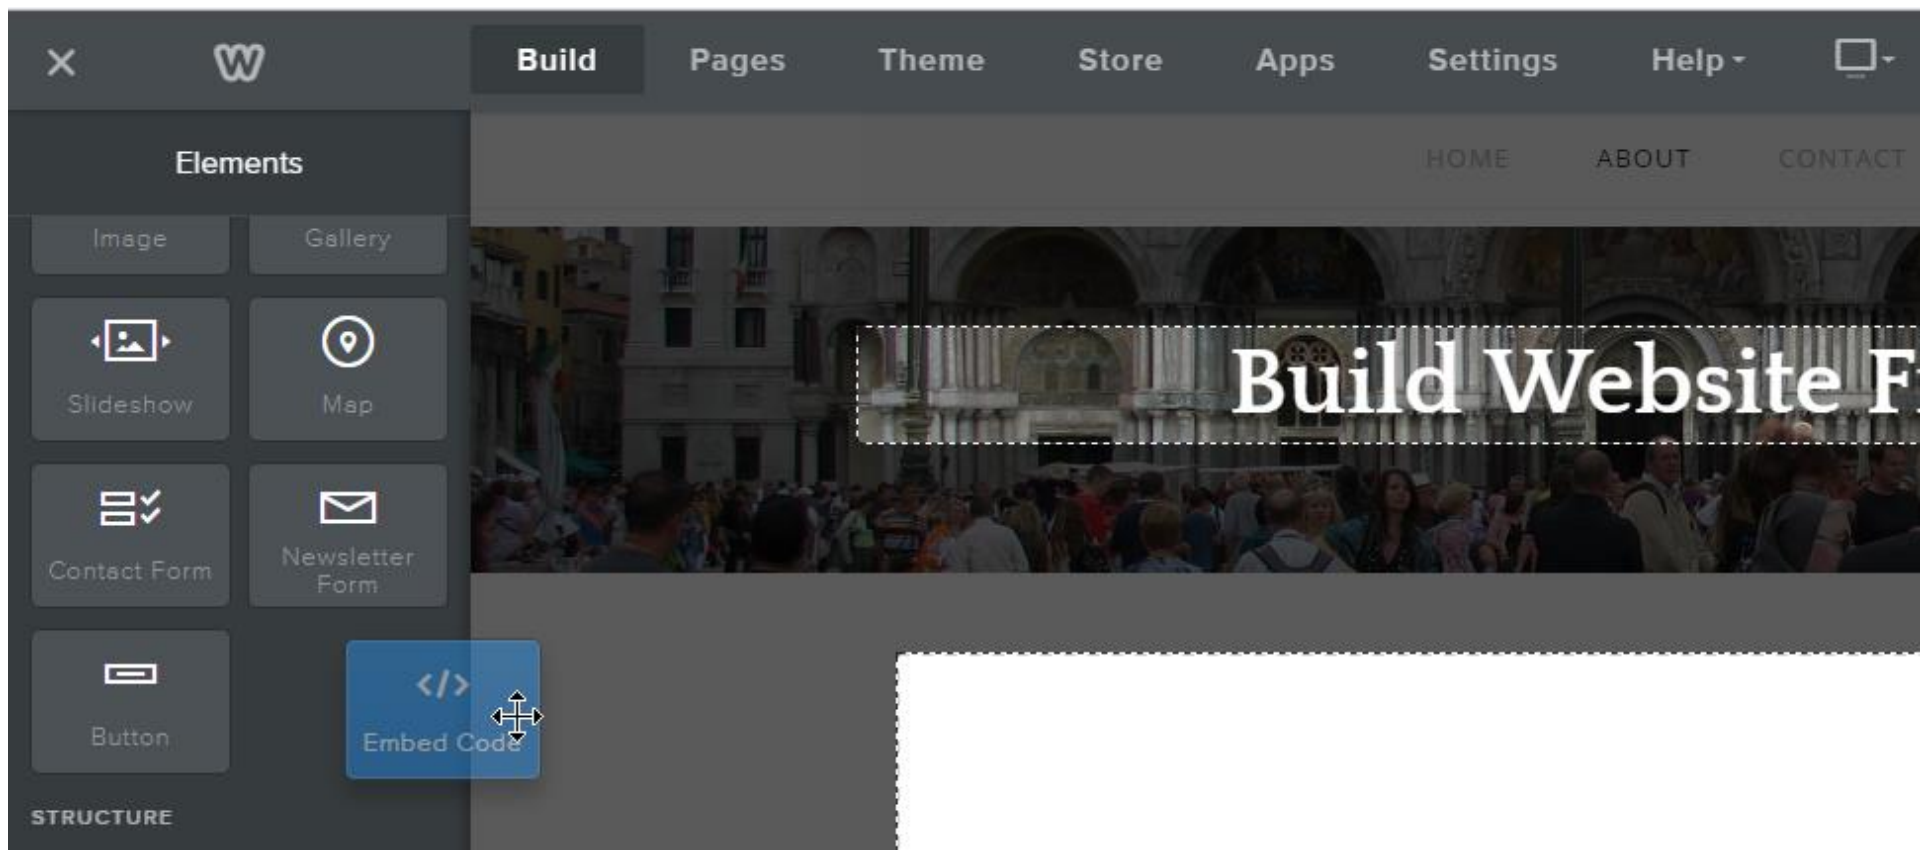 Build Pages Theme Store Apps Settings Help
Elements
HOME ABOUT CONTACT
Image Gallery
Build Website
Slideshow Map
Contact Form Newsletter
Form
Button Embed Code
STRUCTURE